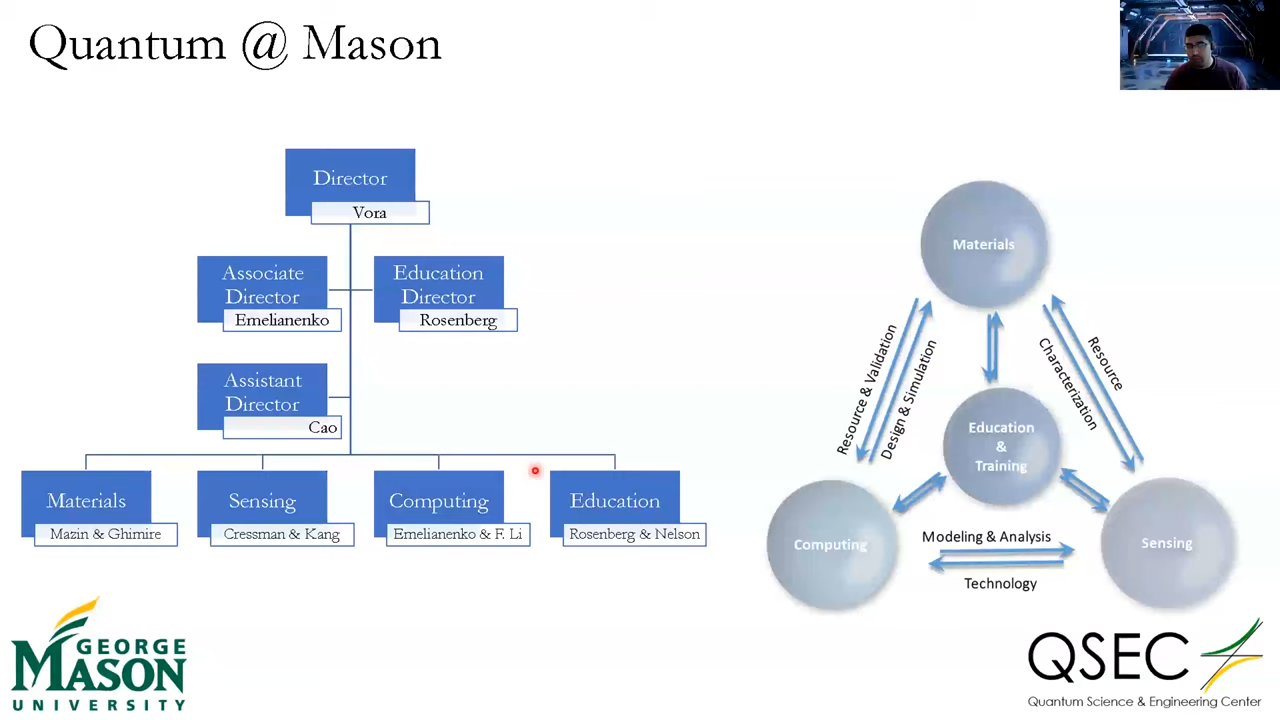 Quantum @ Mason
Director
Vora
Associate
Director
Emelianenko
Education
Director
Rosenberg
Assistant
Director
Cao
Materials
Mazin & Ghimire
Sensing
Cressman & Kang
Computing
Emelianenko & F. Li
Education
Rosenberg & Nelson
Materials
Resource & Validation
Design & Simulation
Characterization
Resource
Education
&
Training
Computing
Modeling & Analysis
Technology
Sensing
GEORGE
MASON
UNIVERSITY
QSEC
Quantum Science & Engineering Center